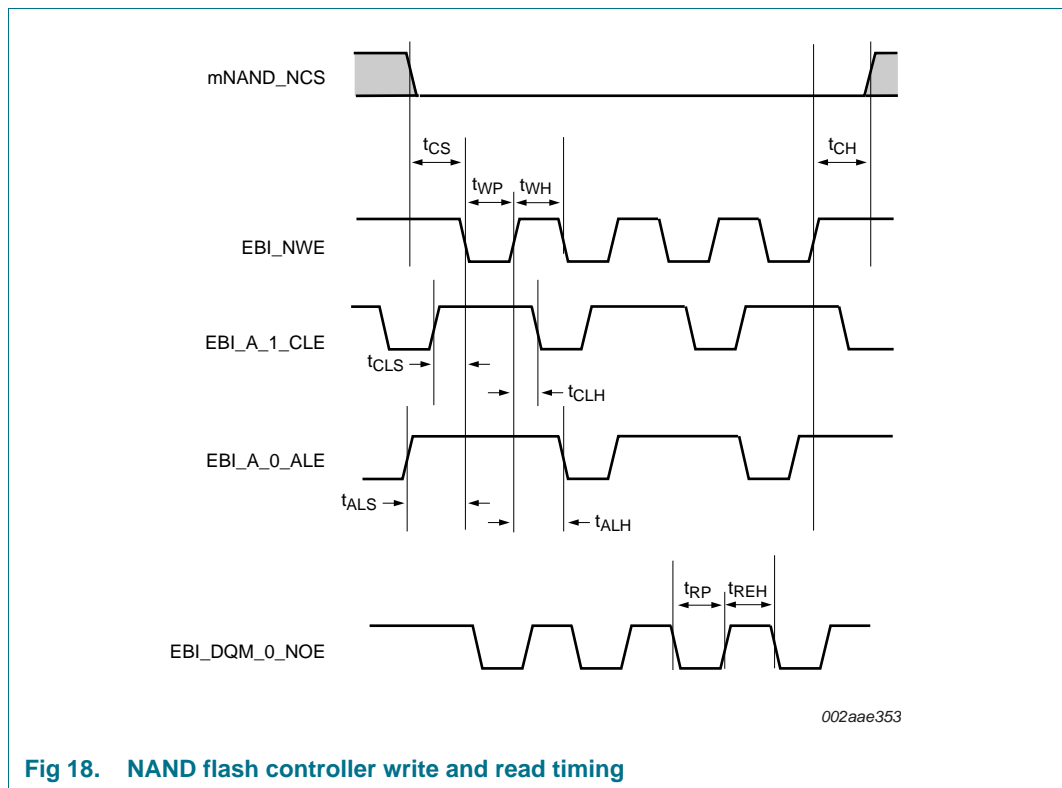 mNAND_NCS
tCS
tCH
tWP
tWH
EBI_NWE
EBI_A_1_CLE
tCLS
tCLH
EBI_A_0_ALE
tALS
tALH
tRP
tREH
EBI_DQM_0_NOE
002aae353
Fig 18. NAND flash controller write and read timing